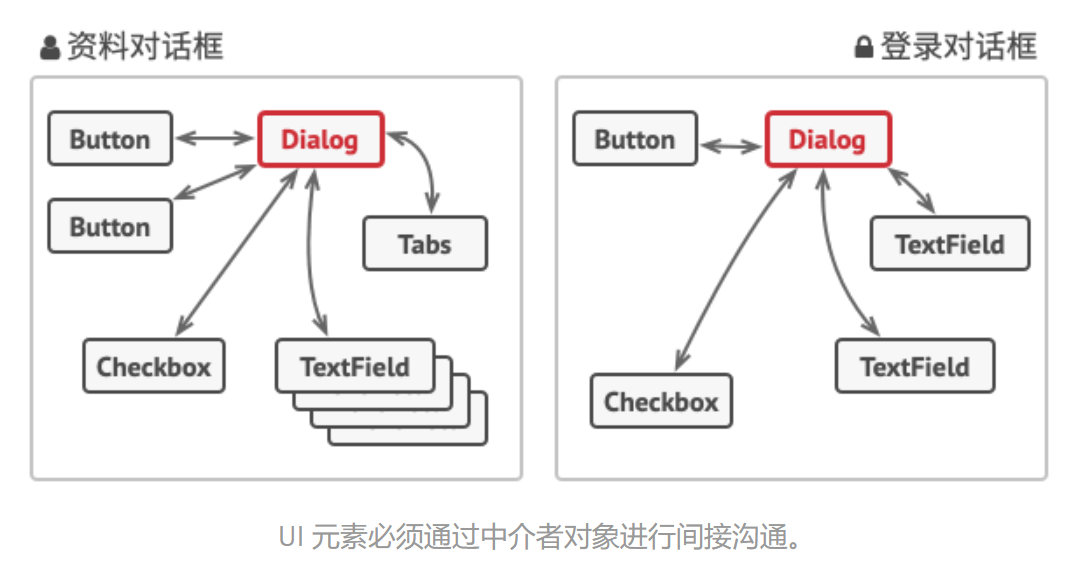 资料对话框
登录对话框
Button
Dialog
Button
Tabs
Checkbox
TextField
Button
Dialog
TextField
TextField
Checkbox
UI 元素必须通过中介者对象进行间接沟通。